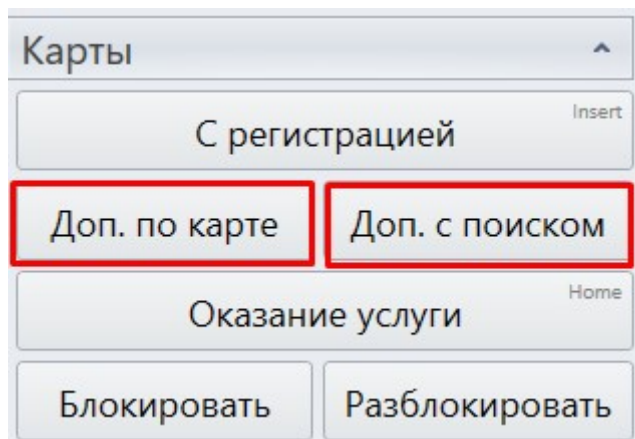 Карты
С регистрацией Insert
Доп. по карте Доп. с поиском
Оказание услуги Home
Блокировать Разблокировать